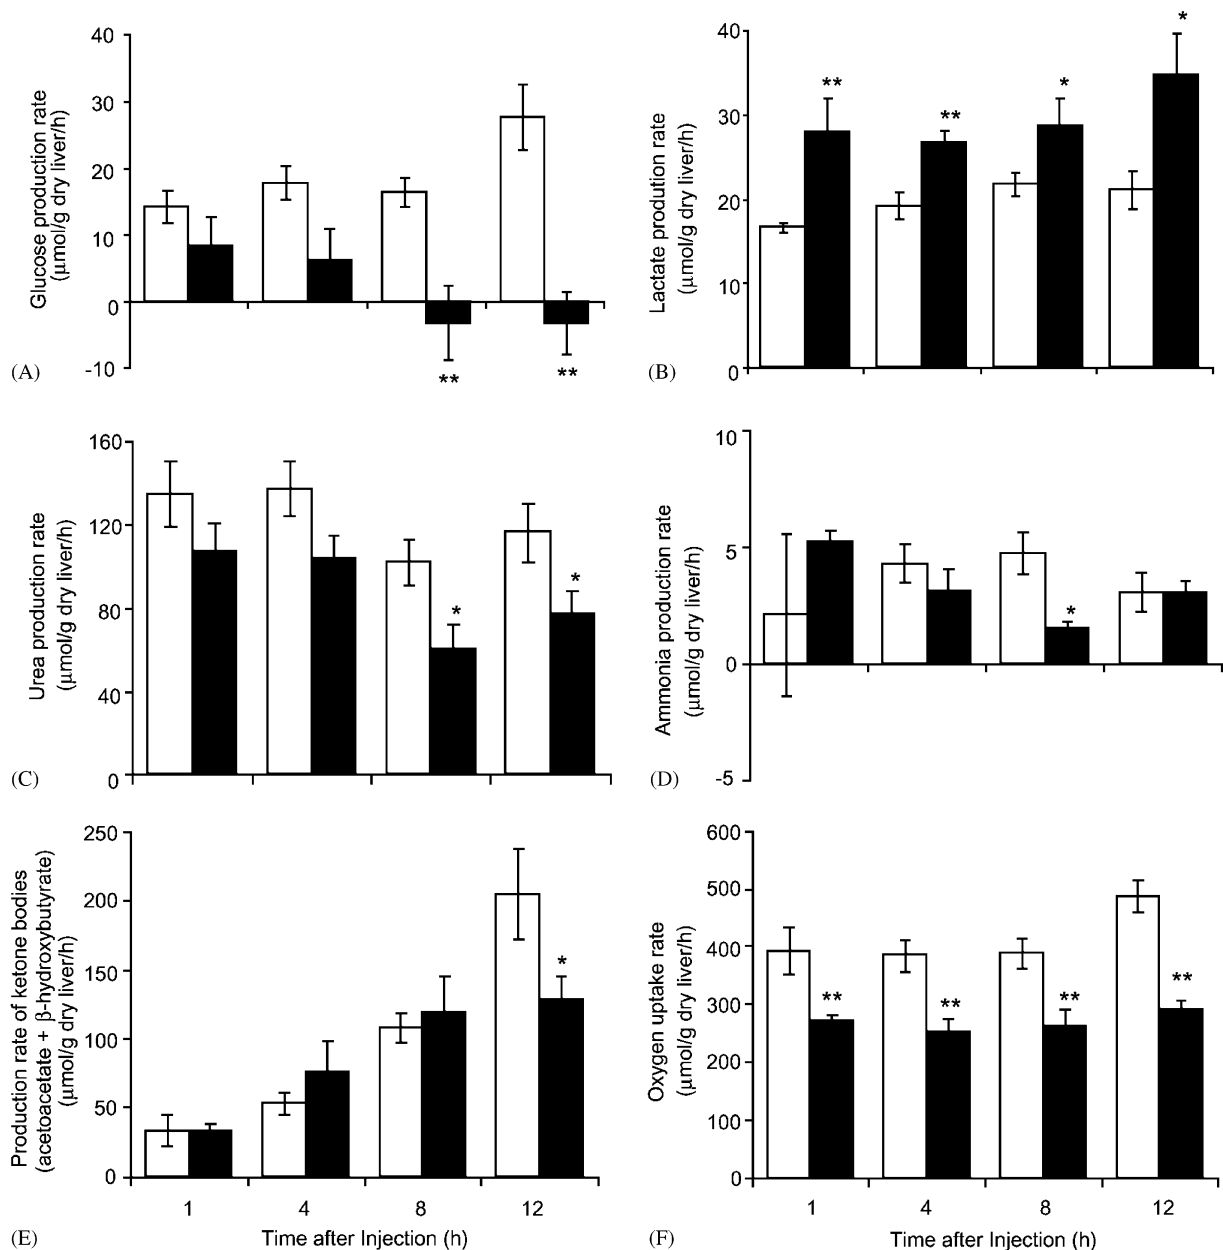 40
30
20
10
0
-10
Glucose production rate
(μmol/g dry liver/h)
**
**
(A)
40
30
20
10
0
Lactate prodution rate
(μmol/g dry liver/h)
**
**
*
*
(B)
160
120
80
40
0
Urea production rate
(μmol/g dry liver/h)
*
*
(C)
10
5
0
-5
Ammonia production rate
(μmol/g dry liver/h)
*
(D)
250
200
150
100
50
0
Production rate of ketone bodies
(acetoacetate + β-hydroxybutyrate)
(μmol/g dry liver/h)
*
1 4 8 12
Time after Injection (h)
(E)
600
500
400
300
200
100
0
Oxygen uptake rate
(μmol/g dry liver/h)
**
**
**
**
1 4 8 12
Time after Injection (h)
(F)